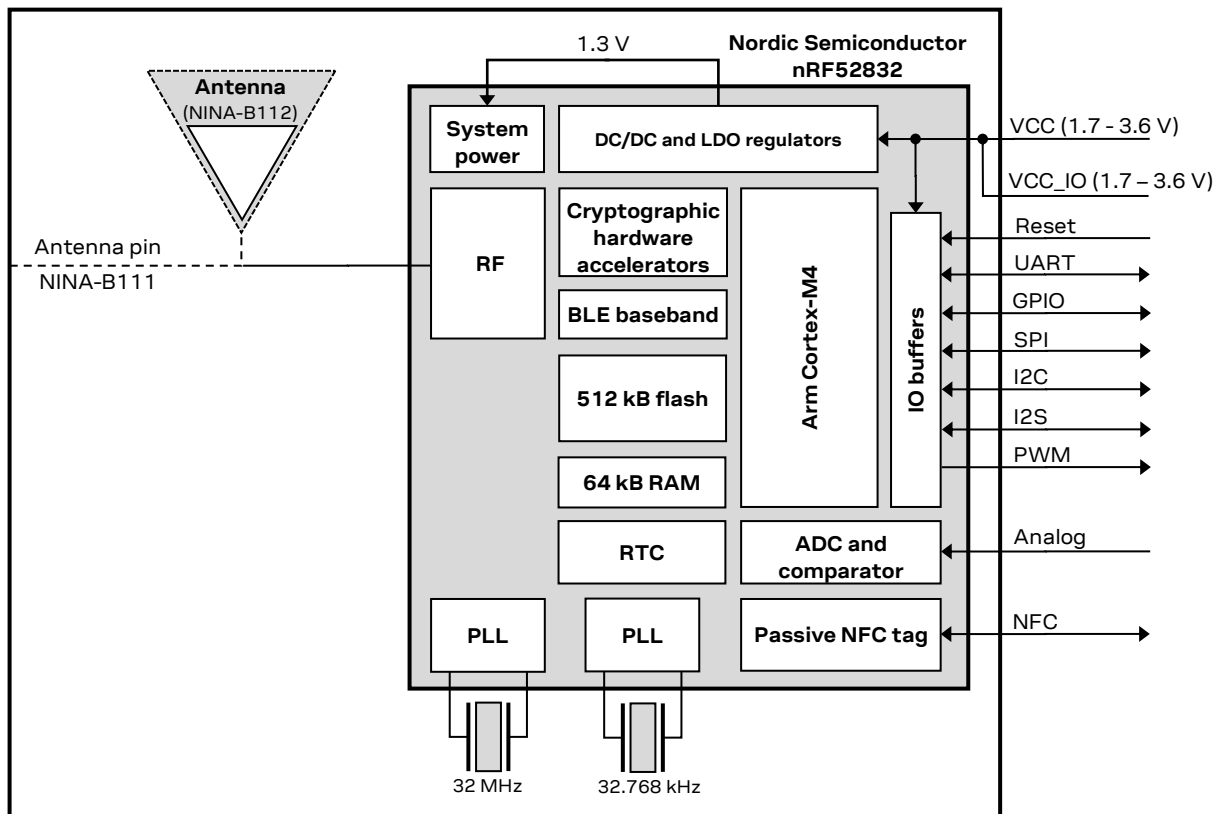 1.3 V
Nordic Semiconductor
nRF52832
Antenna
(NINA-B112)
System
power
DC/DC and LDO regulators
VCC (1.7 - 3.6 V)
VCC_IO (1.7 – 3.6 V)
Antenna pin
NINA-B111
RF
Cryptographic
hardware
accelerators
BLE baseband
512 kB flash
64 kB RAM
RTC
Arm Cortex-M4
IO buffers
Reset
UART
GPIO
SPI
I2C
I2S
PWM
ADC and
comparator
Analog
PLL
PLL
Passive NFC tag
NFC
32 MHz
32.768 kHz